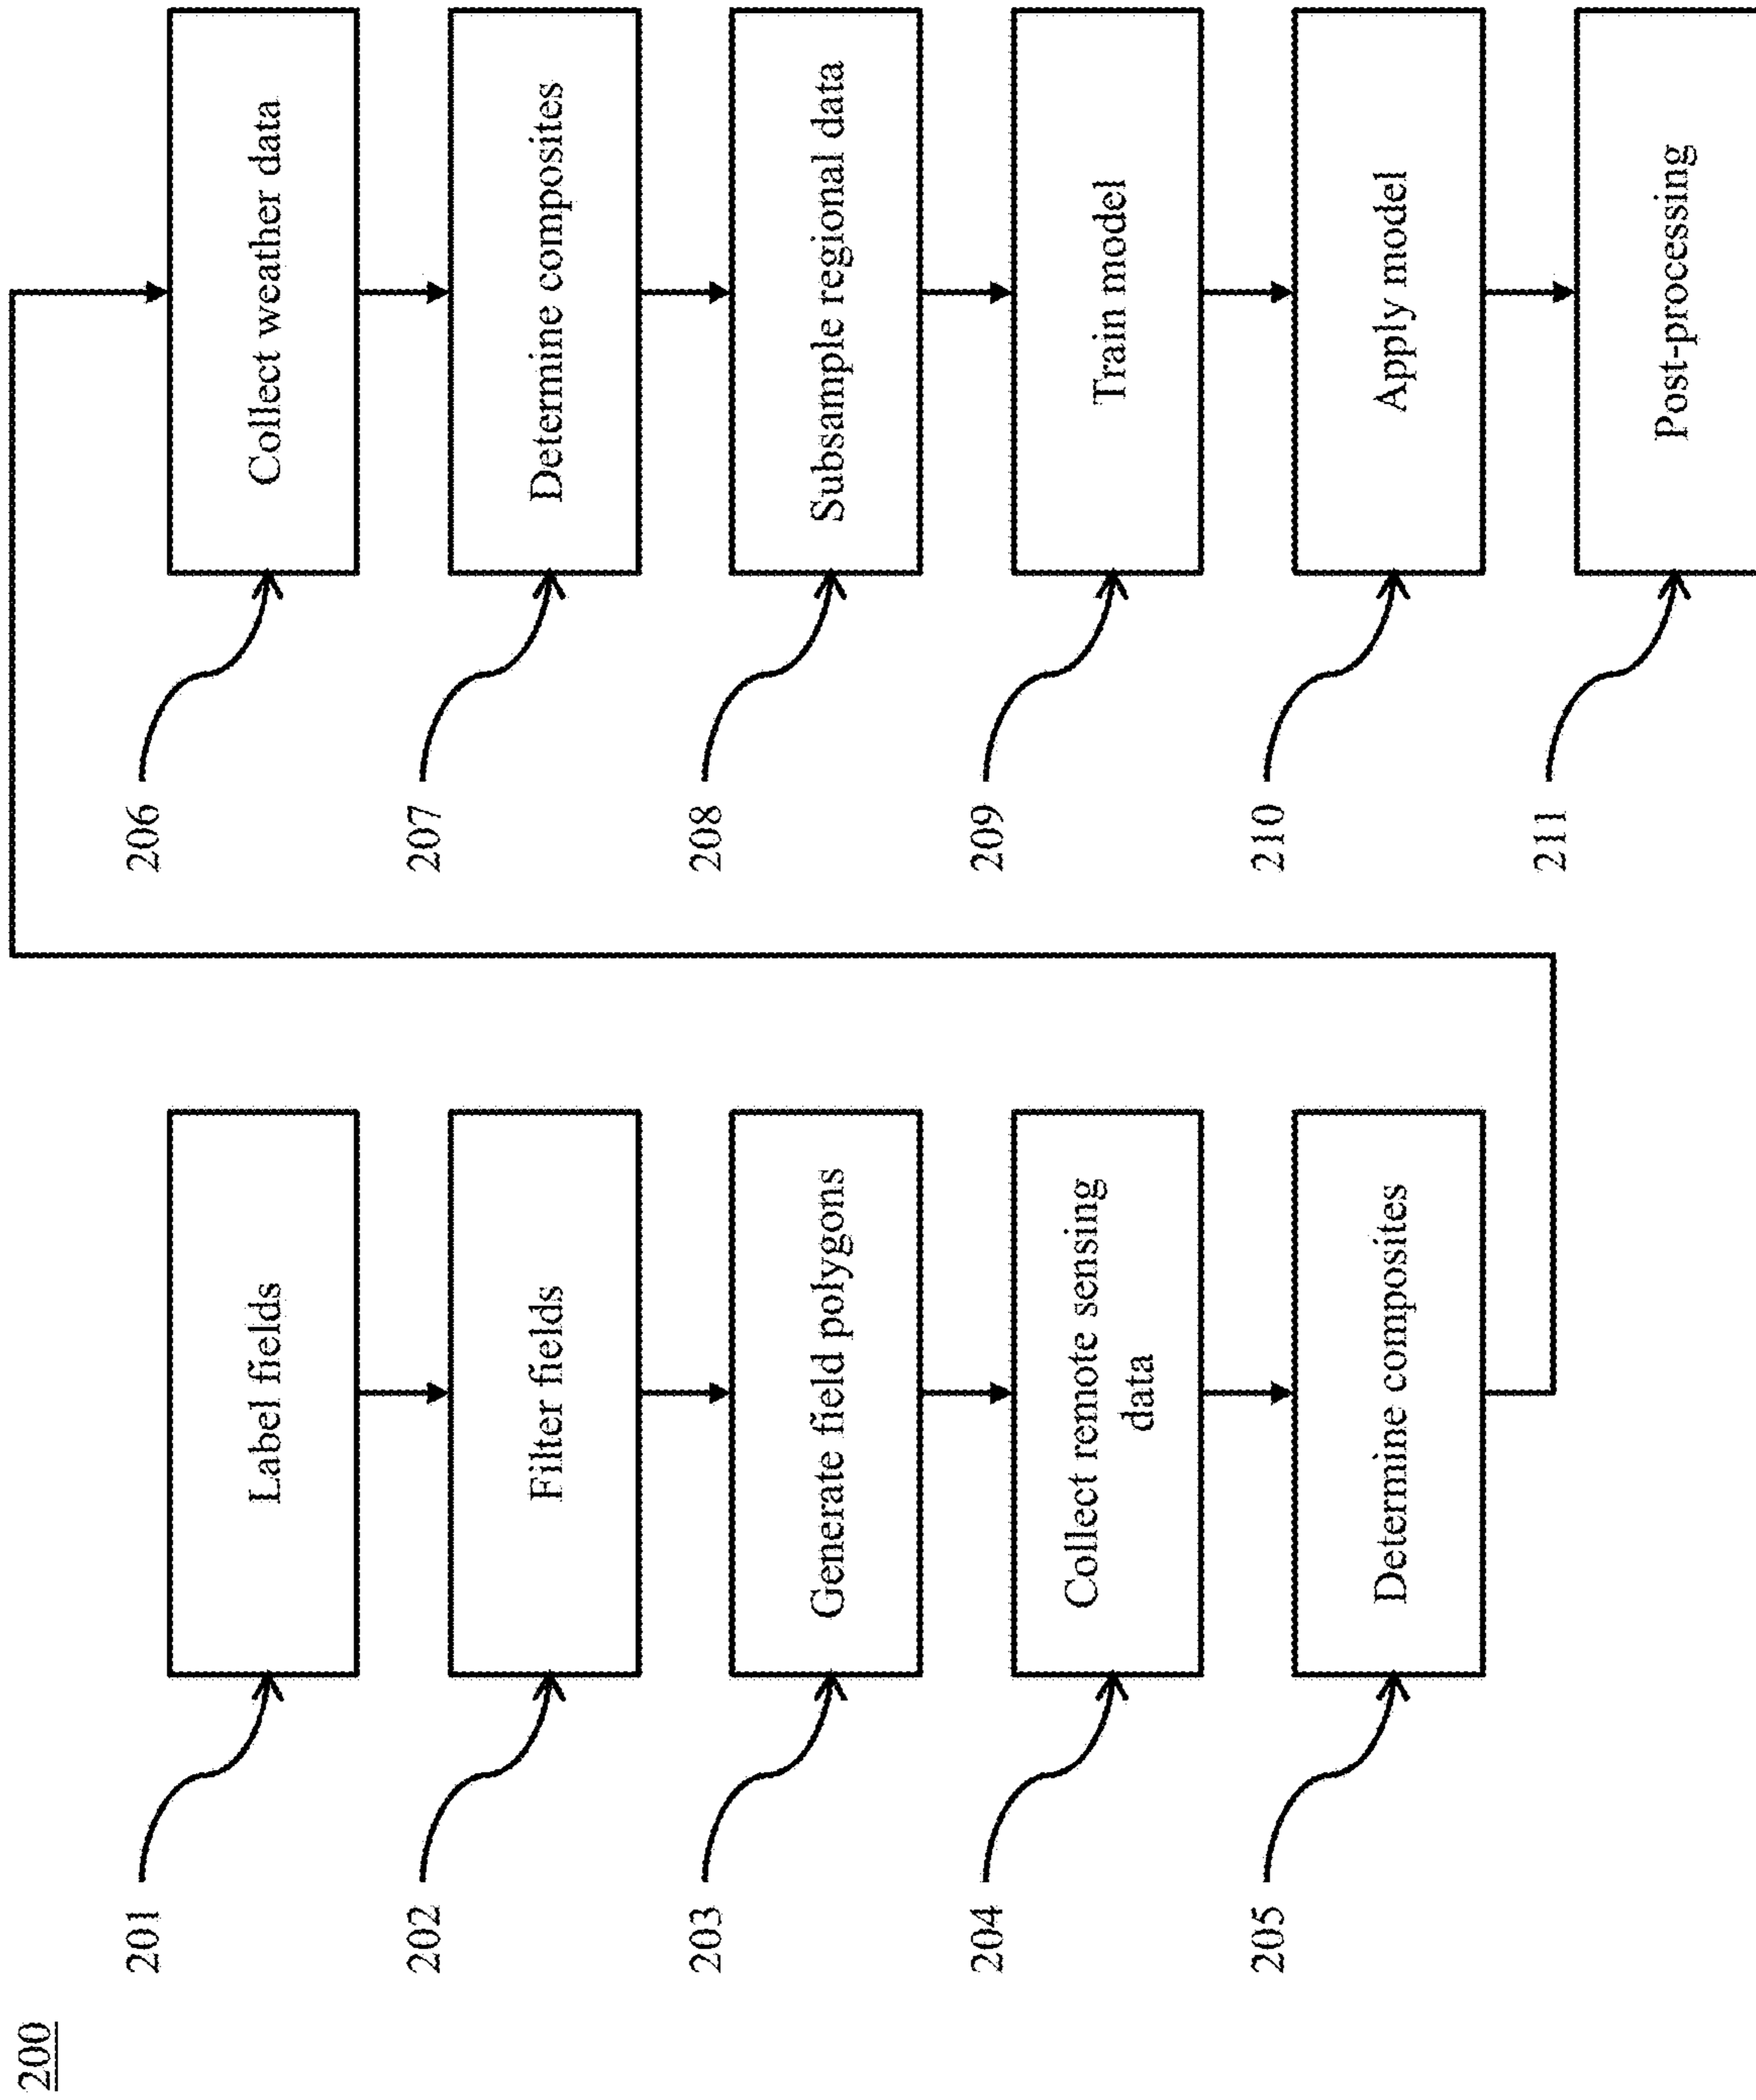 200
201
Label fields
202
Filter fields
203
Generate field polygons
204
Collect remote sensing
data
205
Determine composites
206
Collect weather data
207
Determine composites
208
Subsample regional data
209
Train model
210
Apply model
211
Post-processing